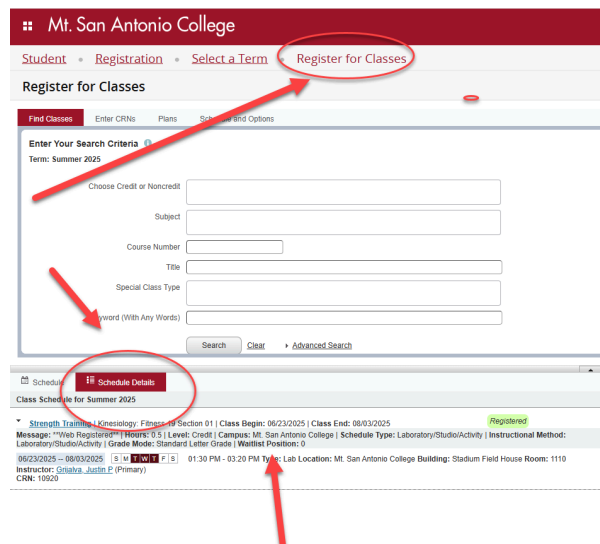 Mt. San Antonio College
Student • Registration • Select a Term • Register for Classes
Register for Classes
Find Classes Enter CRNs Plans Schedule and Options
Enter Your Search Criteria
Term: Summer 2025
Choose Credit or Noncredit
Subject
Course Number
Title
Special Class Type
Keyword (With Any Words)
Search Clear Advanced Search
Schedule Schedule Details
Class Schedule for Summer 2025
Strength Training | Kinesiology: Fitness 19 Section 01 | Class Begin: 06/23/2025 | Class End: 08/03/2025 Registered
Message: **Web Registered** | Hours: 0.5 | Level: Credit | Campus: Mt. San Antonio College | Schedule Type: Laboratory/Studio/Activity | Instructional Method:
Laboratory/Studio/Activity | Grade Mode: Standard Letter Grade | Waitlist Position: 0
06/23/2025 -- 08/03/2025 S M T W T F S 01:30 PM - 03:20 PM Type: Lab Location: Mt. San Antonio College Building: Stadium Field House Room: 1110
Instructor: Grijalva, Justin P (Primary)
CRN: 10920